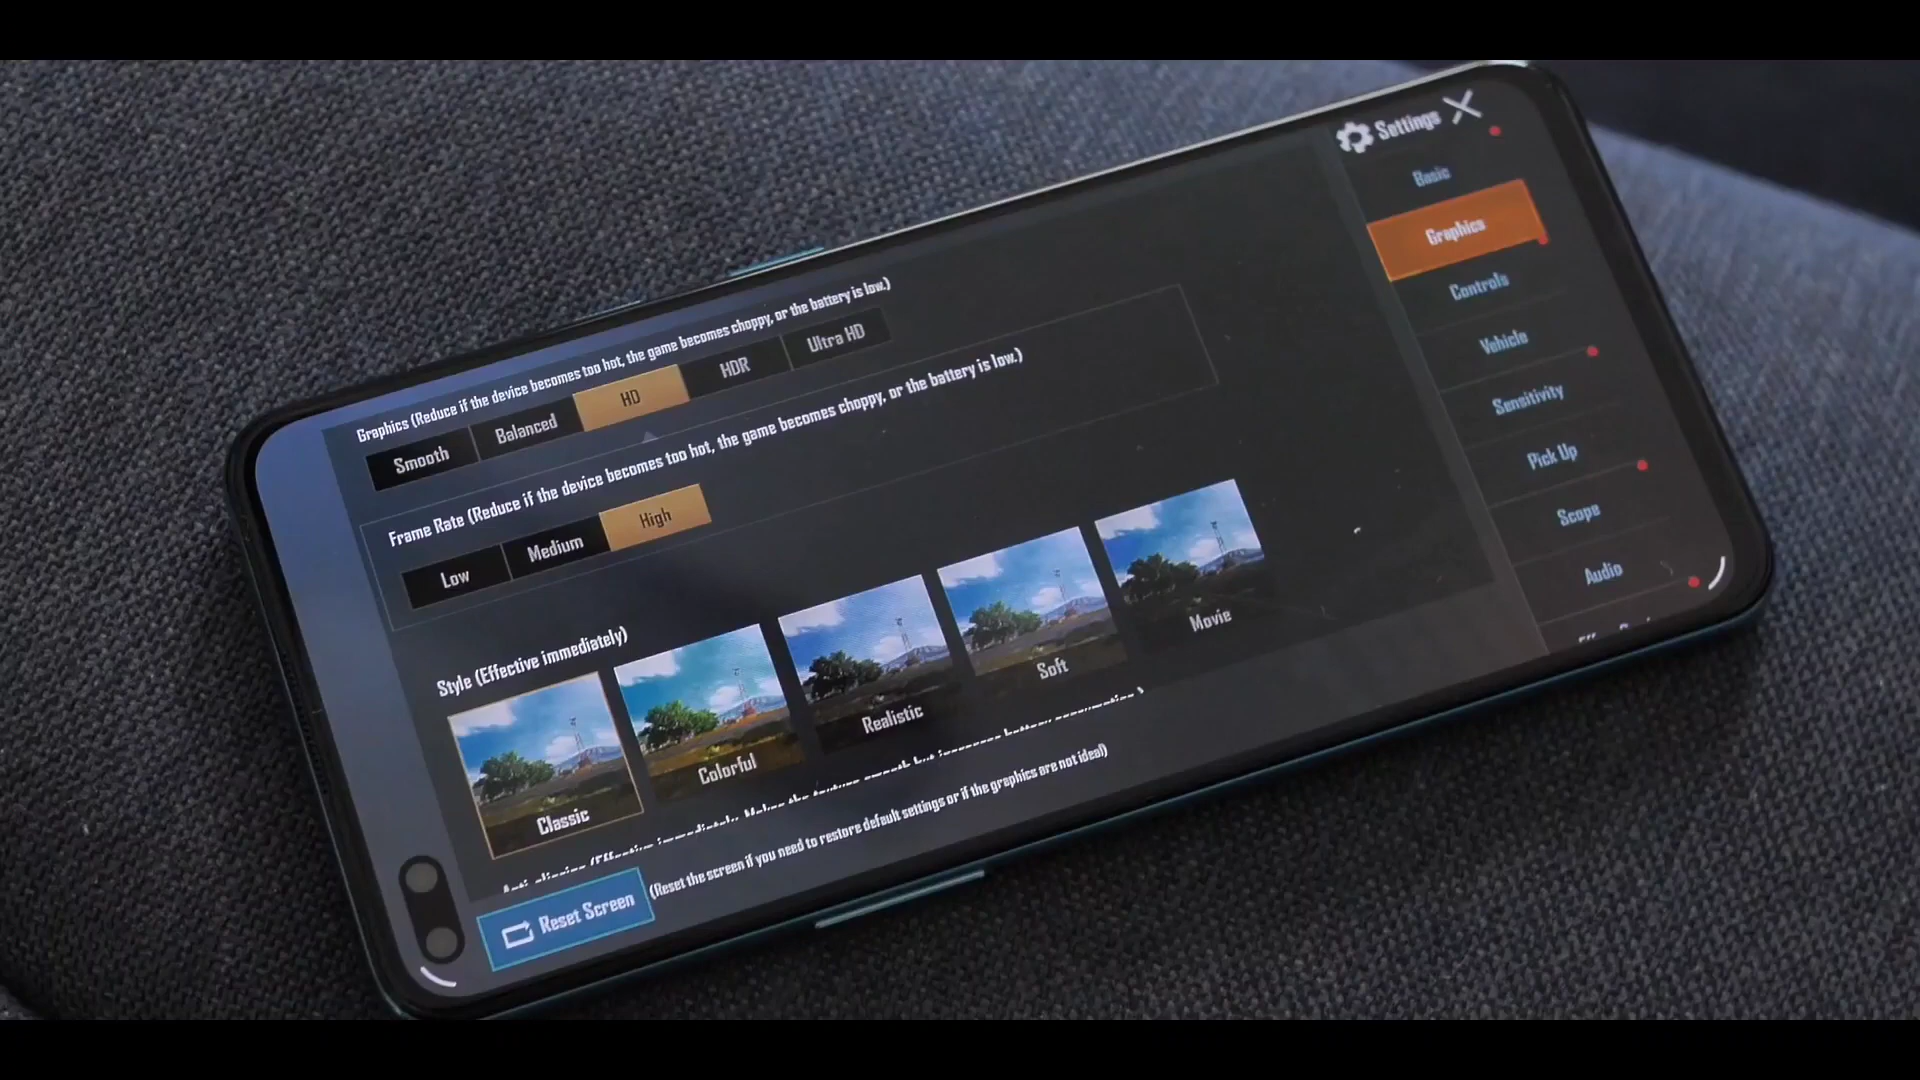 Settings
Basic
Graphics
Controls
Vehicle
Sensitivity
Pick Up
Scope
Audio
Graphics (Reduce if the device becomes too hot, the game becomes choppy, or the battery is low.)
Smooth Balanced HD HDR Ultra HD
Frame Rate (Reduce if the device becomes too hot, the game becomes choppy, or the battery is low.)
Low Medium High
Style (Effective immediately)
Classic Colorful Realistic Soft Movie
Reset Screen (Reset the screen if you need to restore default settings or if the graphics are not ideal)